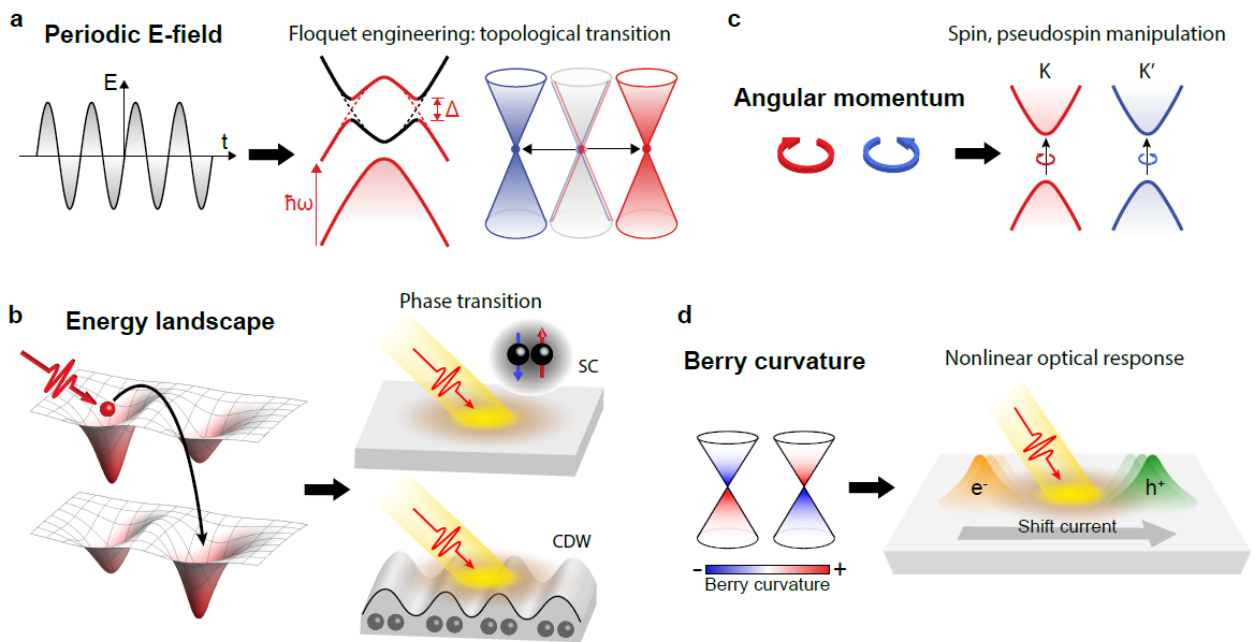 a
Periodic E-field
E
t
Floquet engineering: topological transition
Δ
ħω
c
Spin, pseudospin manipulation
Angular momentum
K
K′
b
Energy landscape
Phase transition
SC
CDW
d
Berry curvature
- +
Berry curvature
Nonlinear optical response
e⁻
h⁺
Shift current